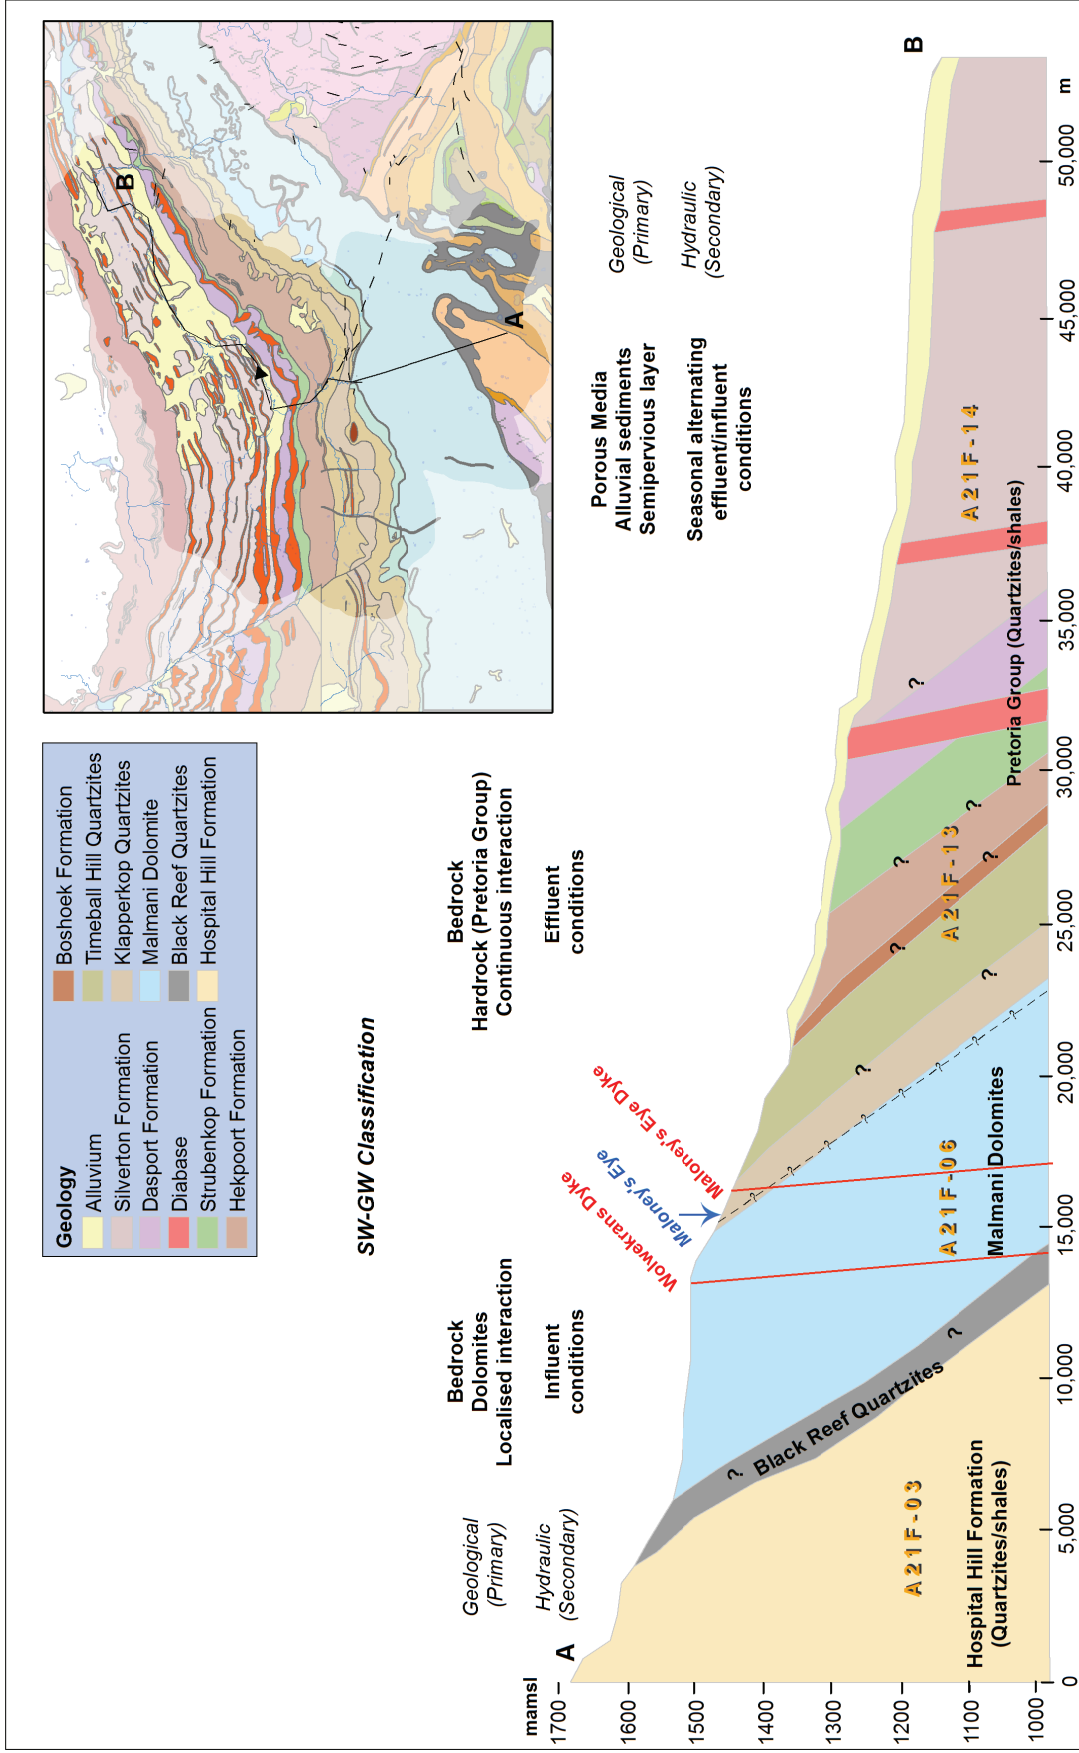 Geology
Alluvium
Silverton Formation
Dasport Formation
Diabase
Strubenkop Formation
Hekpoort Formation
Boshoek Formation
Timeball Hill Quartzites
Klapperkop Quartzites
Malmani Dolomite
Black Reef Quartzites
Hospital Hill Formation
B
A
SW-GW Classification
Geological
(Primary)
Hydraulic
(Secondary)
Bedrock
Dolomites
Localised interaction
Influent
conditions
Bedrock
Hardrock (Pretoria Group)
Continuous interaction
Effluent
conditions
Porous Media
Alluvial sediments
Semipervious layer
Seasonal alternating
effluent/influent
conditions
Geological
(Primary)
Hydraulic
(Secondary)
A
B
Wolwekrans Dyke
Maloney's Eye
Maloney's Eye Dyke
mamsl
1700
1600
1500
1400
1300
1200
1100
1000
A21F-03
Hospital Hill Formation
(Quartzites/shales)
? Black Reef Quartzites ?
A21F-06
Malmani Dolomites
? ? ? ? ? ? ? ?
? ?
? ?
? ?
A21F-13
?
Pretoria Group (Quartzites/shales)
A21F-14
0
5,000
10,000
15,000
20,000
25,000
30,000
35,000
40,000
45,000
50,000
m